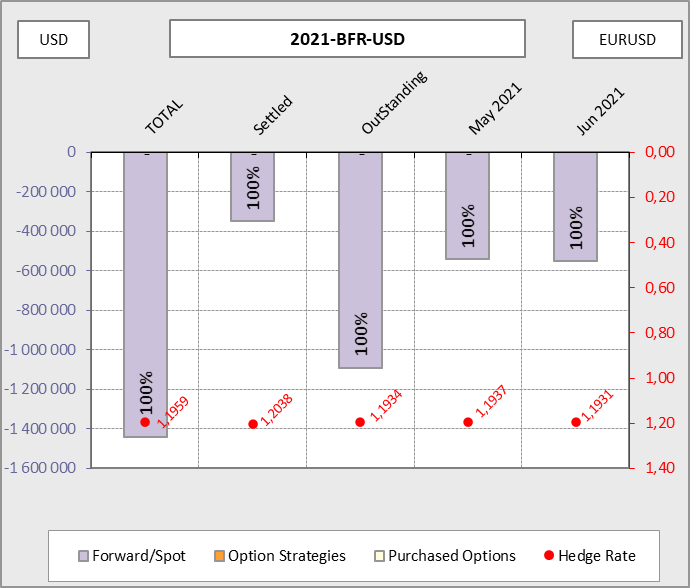 USD
2021-BFR-USD
EURUSD
TOTAL
Settled
OutStanding
May 2021
Jun 2021
0
-200 000
-400 000
-600 000
-800 000
-1 000 000
-1 200 000
-1 400 000
-1 600 000
100%
100%
100%
100%
100%
1,1959
1,2038
1,1934
1,1937
1,1931
0,00
0,20
0,40
0,60
0,80
1,00
1,20
1,40
Forward/Spot
Option Strategies
Purchased Options
Hedge Rate